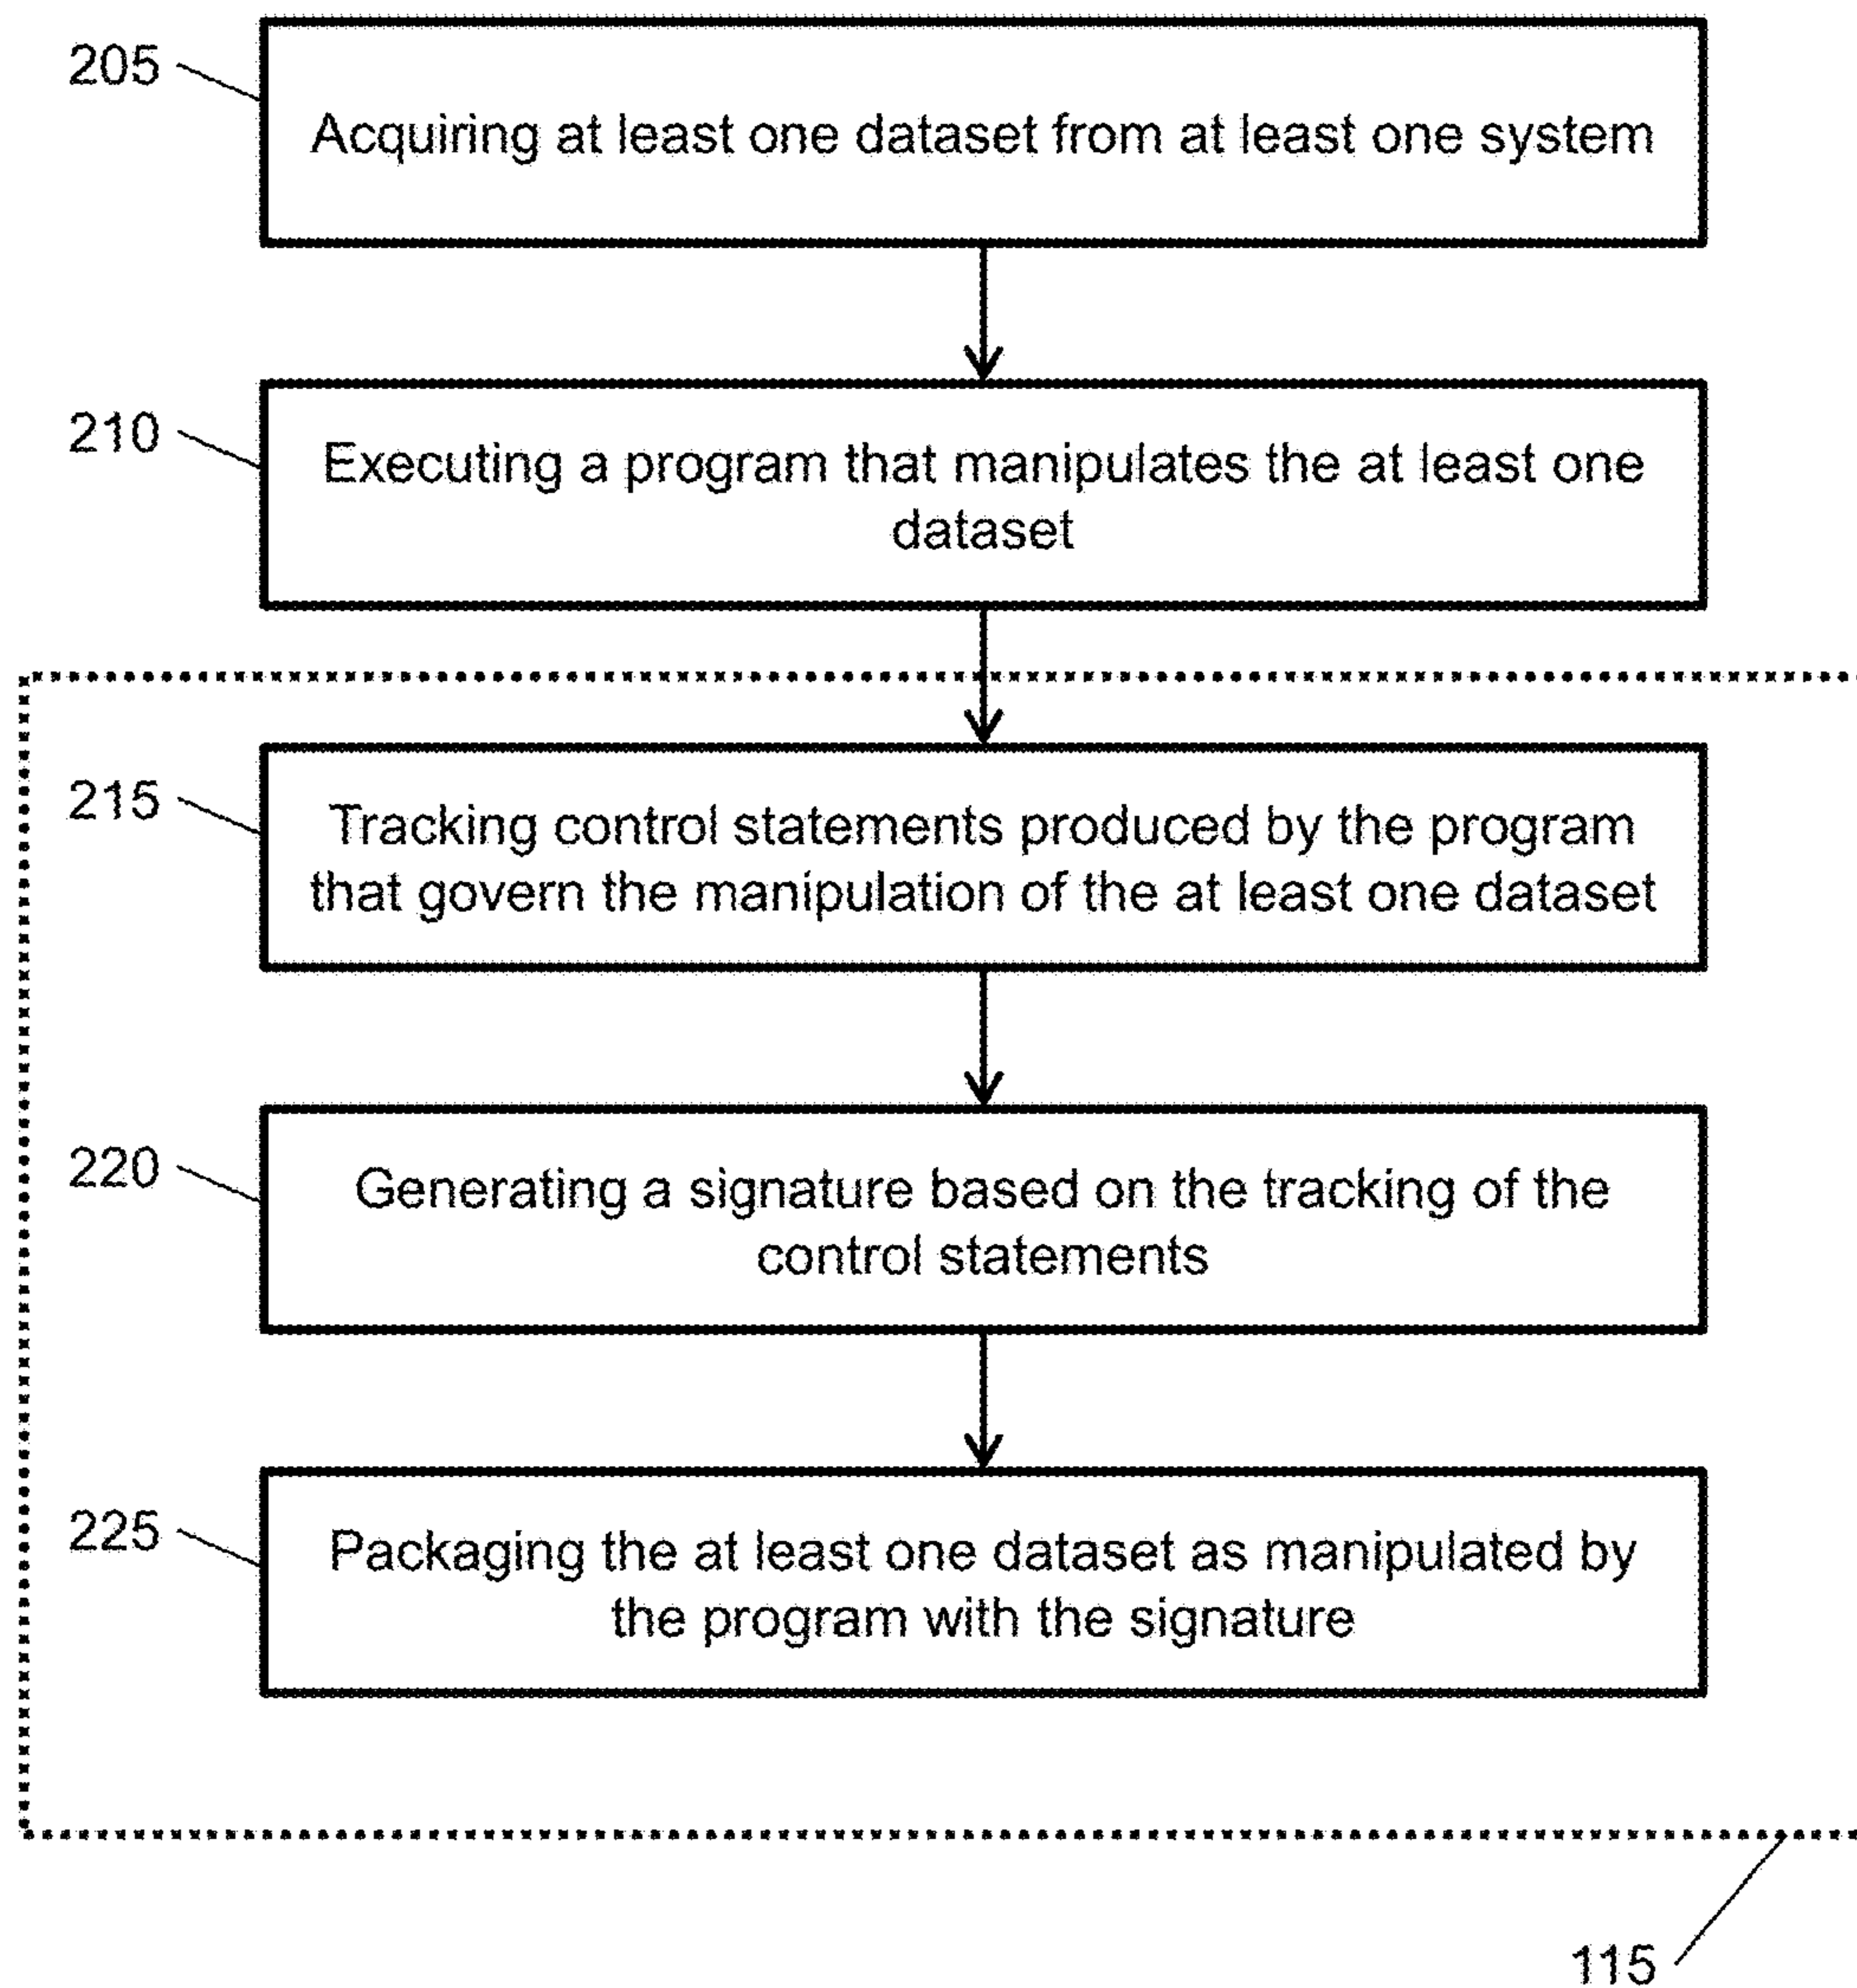 205
Acquiring at least one dataset from at least one system
210
Executing a program that manipulates the at least one
dataset
215
Tracking control statements produced by the program
that govern the manipulation of the at least one dataset
220
Generating a signature based on the tracking of the
control statements
225
Packaging the at least one dataset as manipulated by
the program with the signature
115